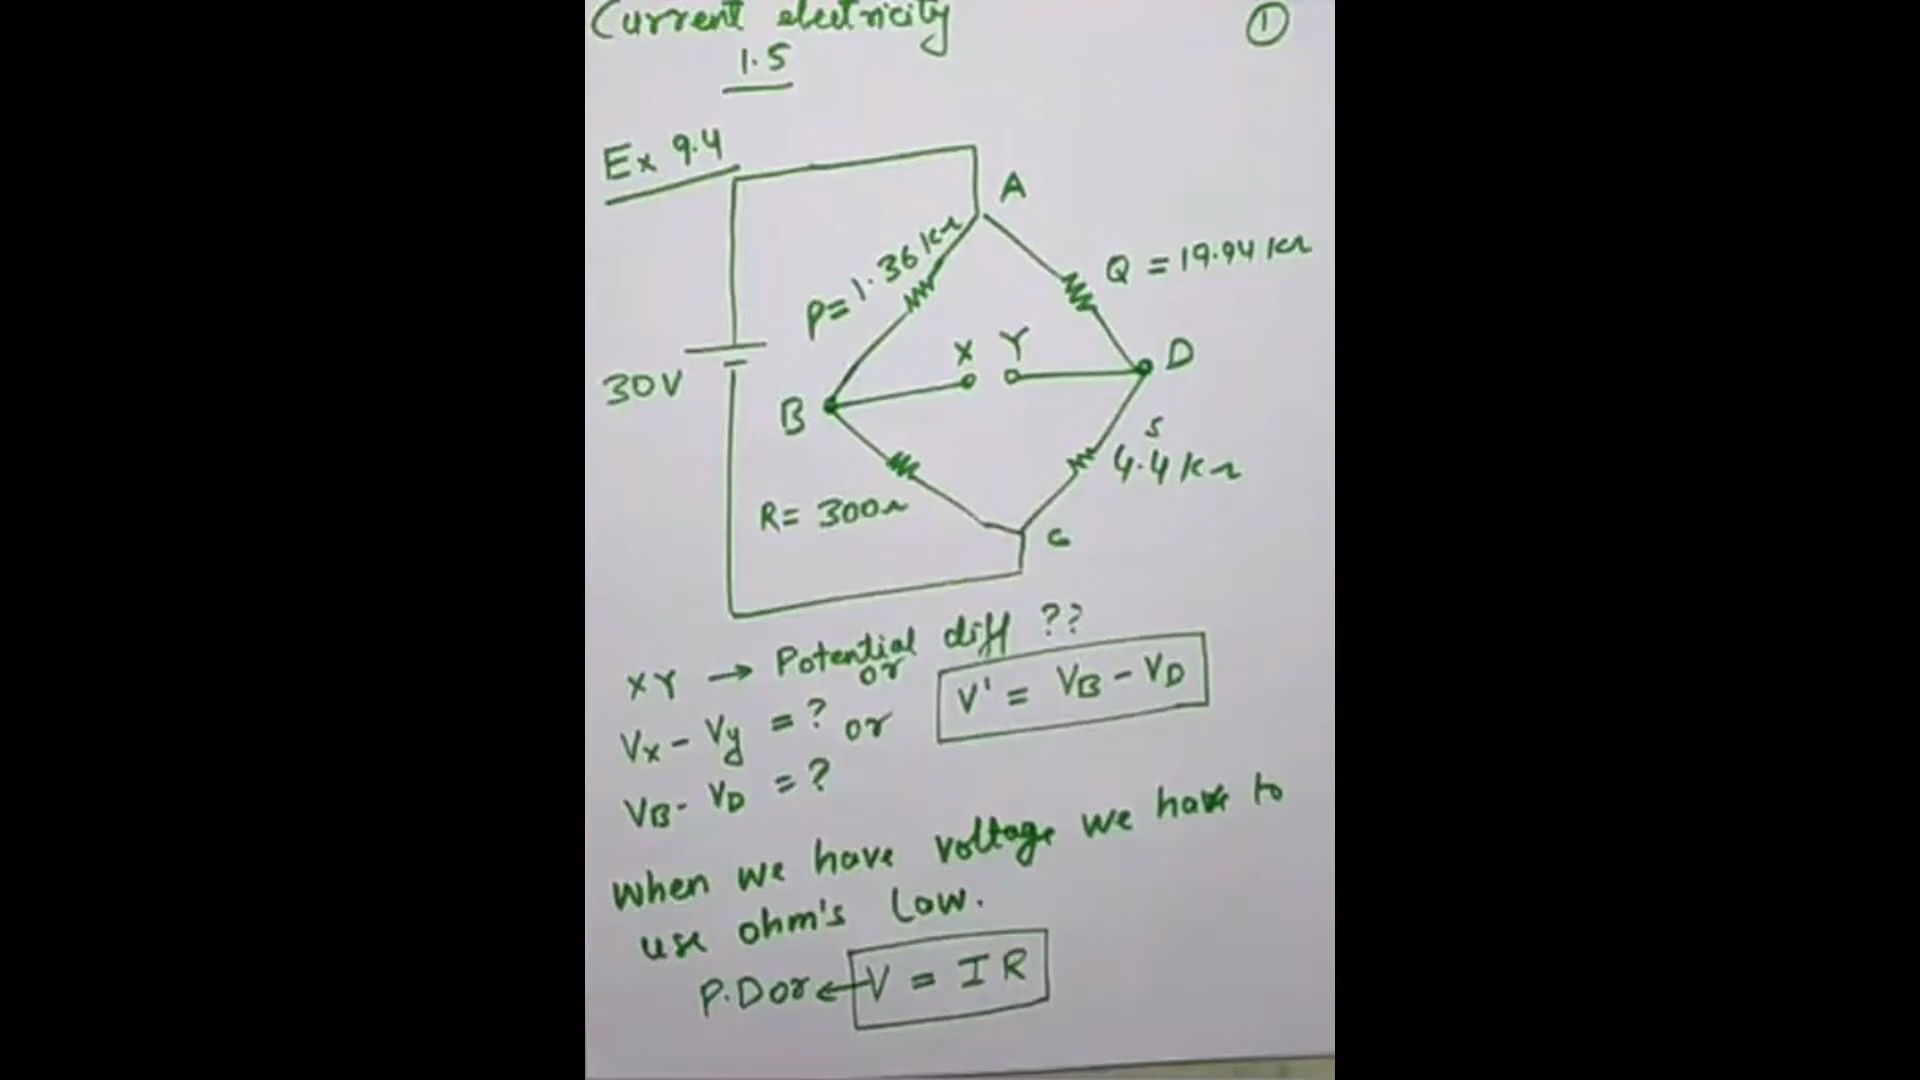 Current electricity
1
1.5
Ex 9.4
A
P = 1.36 KΩ
Q = 19.94 KΩ
X Y
D
30V
B
S
4.4 KΩ
R = 300Ω
C
XY → Potential diff ??
or
V' = VB - VD
Vx - Vy = ? or
VB - VD = ?
When we have voltage we have to
use ohm's low.
P.D or ← V = IR